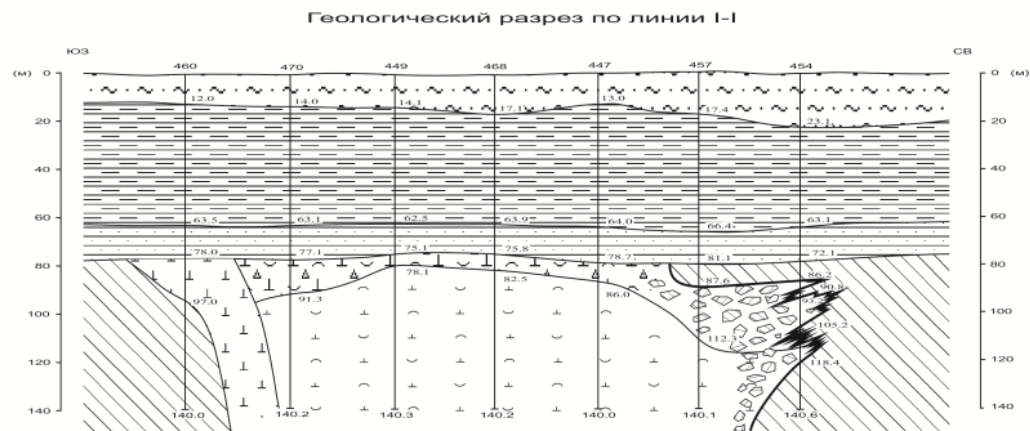 Геологический разрез по линии I-I
ЮЗ СВ
(м) 0 460 470 449 468 447 457 454 0 (м)
12.0 14.0 14.1 17.1 13.0 17.4 23.1
20 20
40 40
60 63.5 63.1 62.5 63.9 64.0 66.4 63.1 60
78.0 77.1 75.1 75.8 78.7 81.1 72.1
80 78.1 82.5 86.0 87.6 86.2 80
97.0 91.3 93.2 90.8
100 105.2 100
120 112.3 118.4 120
140 140.0 140.2 140.3 140.2 140.0 140.1 140.6 140